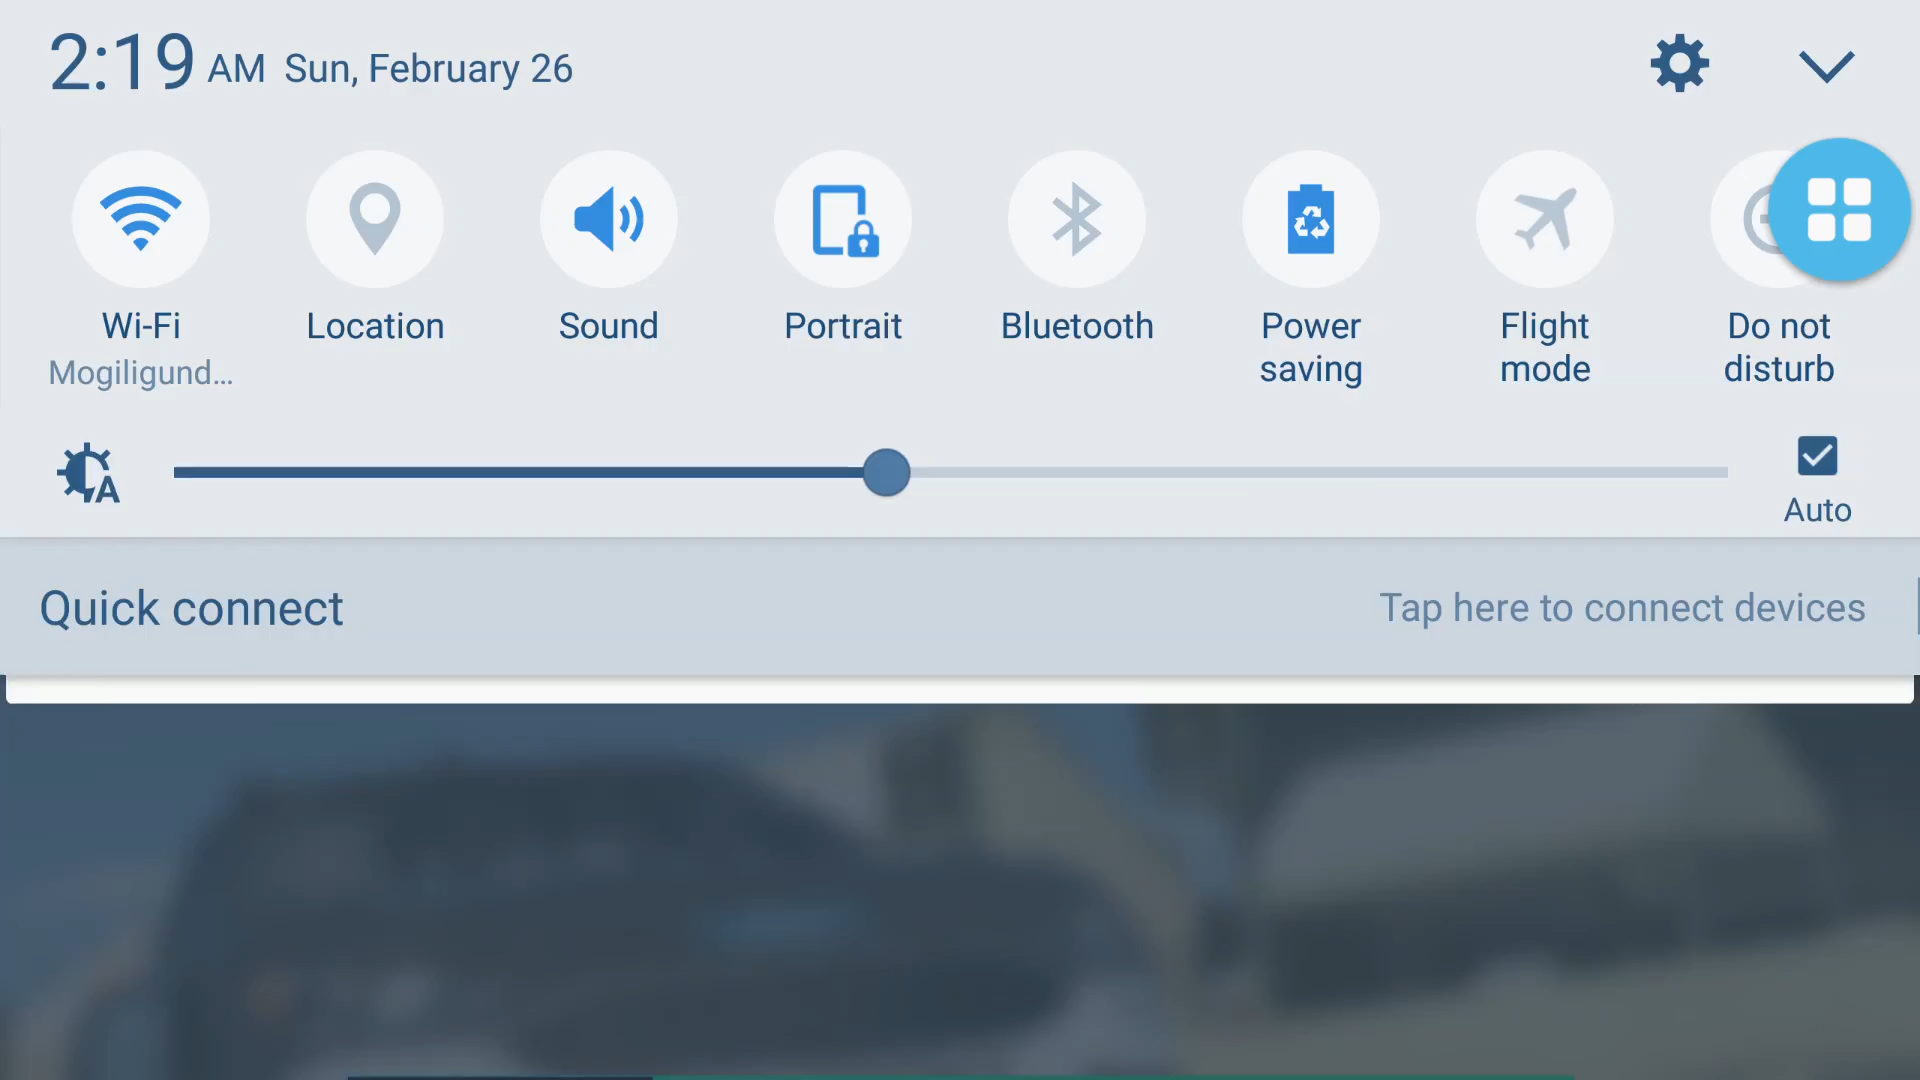 2:19 AM Sun, February 26
Wi-Fi
Mogiligund...
Location
Sound
Portrait
Bluetooth
Power
saving
Flight
mode
Do not
disturb
A
Auto
Quick connect
Tap here to connect devices